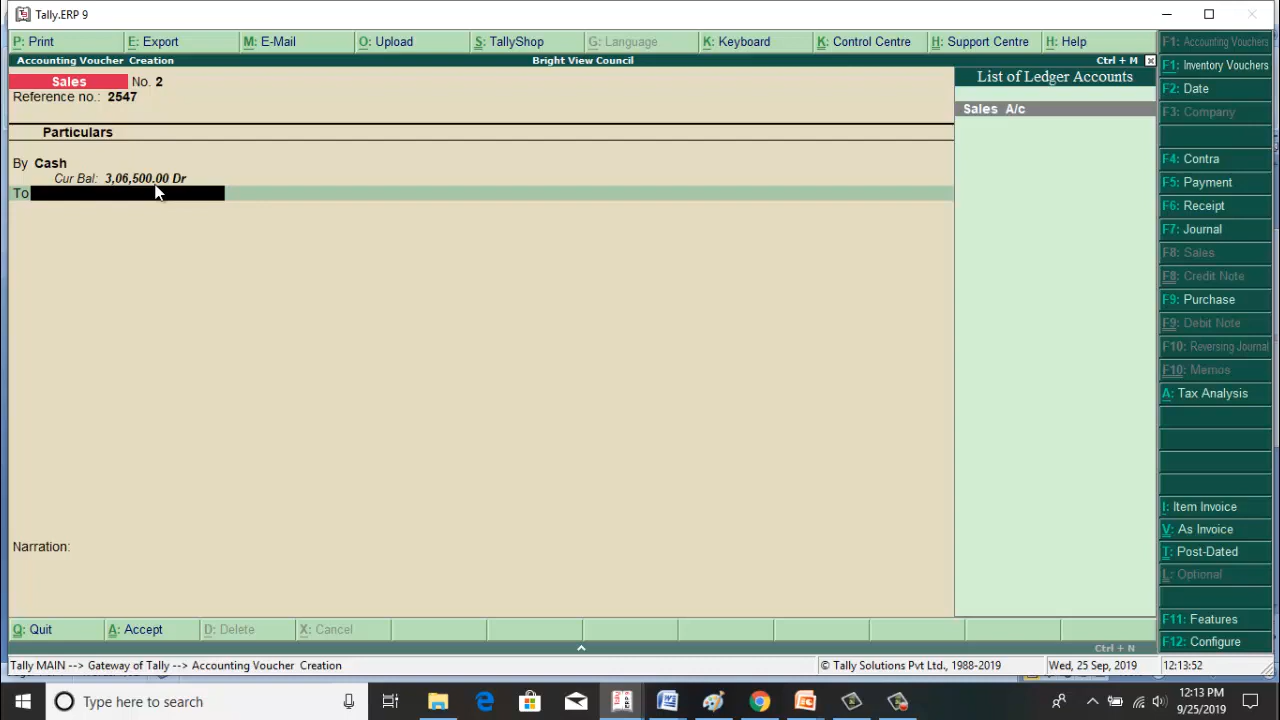 Tally.ERP 9
P: Print E: Export M: E-Mail O: Upload S: TallyShop G: Language K: Keyboard K: Control Centre H: Support Centre H: Help
Accounting Voucher Creation Bright View Council Ctrl + M
Sales No. 2
Reference no.: 2547
Particulars
By Cash
Cur Bal: 3,06,500.00 Dr
To
Narration:
List of Ledger Accounts
Sales A/c
F1: Accounting Vouchers
F1: Inventory Vouchers
F2: Date
F3: Company
F4: Contra
F5: Payment
F6: Receipt
F7: Journal
F8: Sales
F8: Credit Note
F9: Purchase
F9: Debit Note
F10: Reversing Journal
F10: Memos
A: Tax Analysis
I: Item Invoice
V: As Invoice
T: Post-Dated
L: Optional
F11: Features
F12: Configure
Q: Quit A: Accept D: Delete X: Cancel
Ctrl + N
Tally MAIN --> Gateway of Tally --> Accounting Voucher Creation © Tally Solutions Pvt Ltd., 1988-2019 Wed, 25 Sep, 2019 12:13:52
Type here to search
12:13 PM
9/25/2019